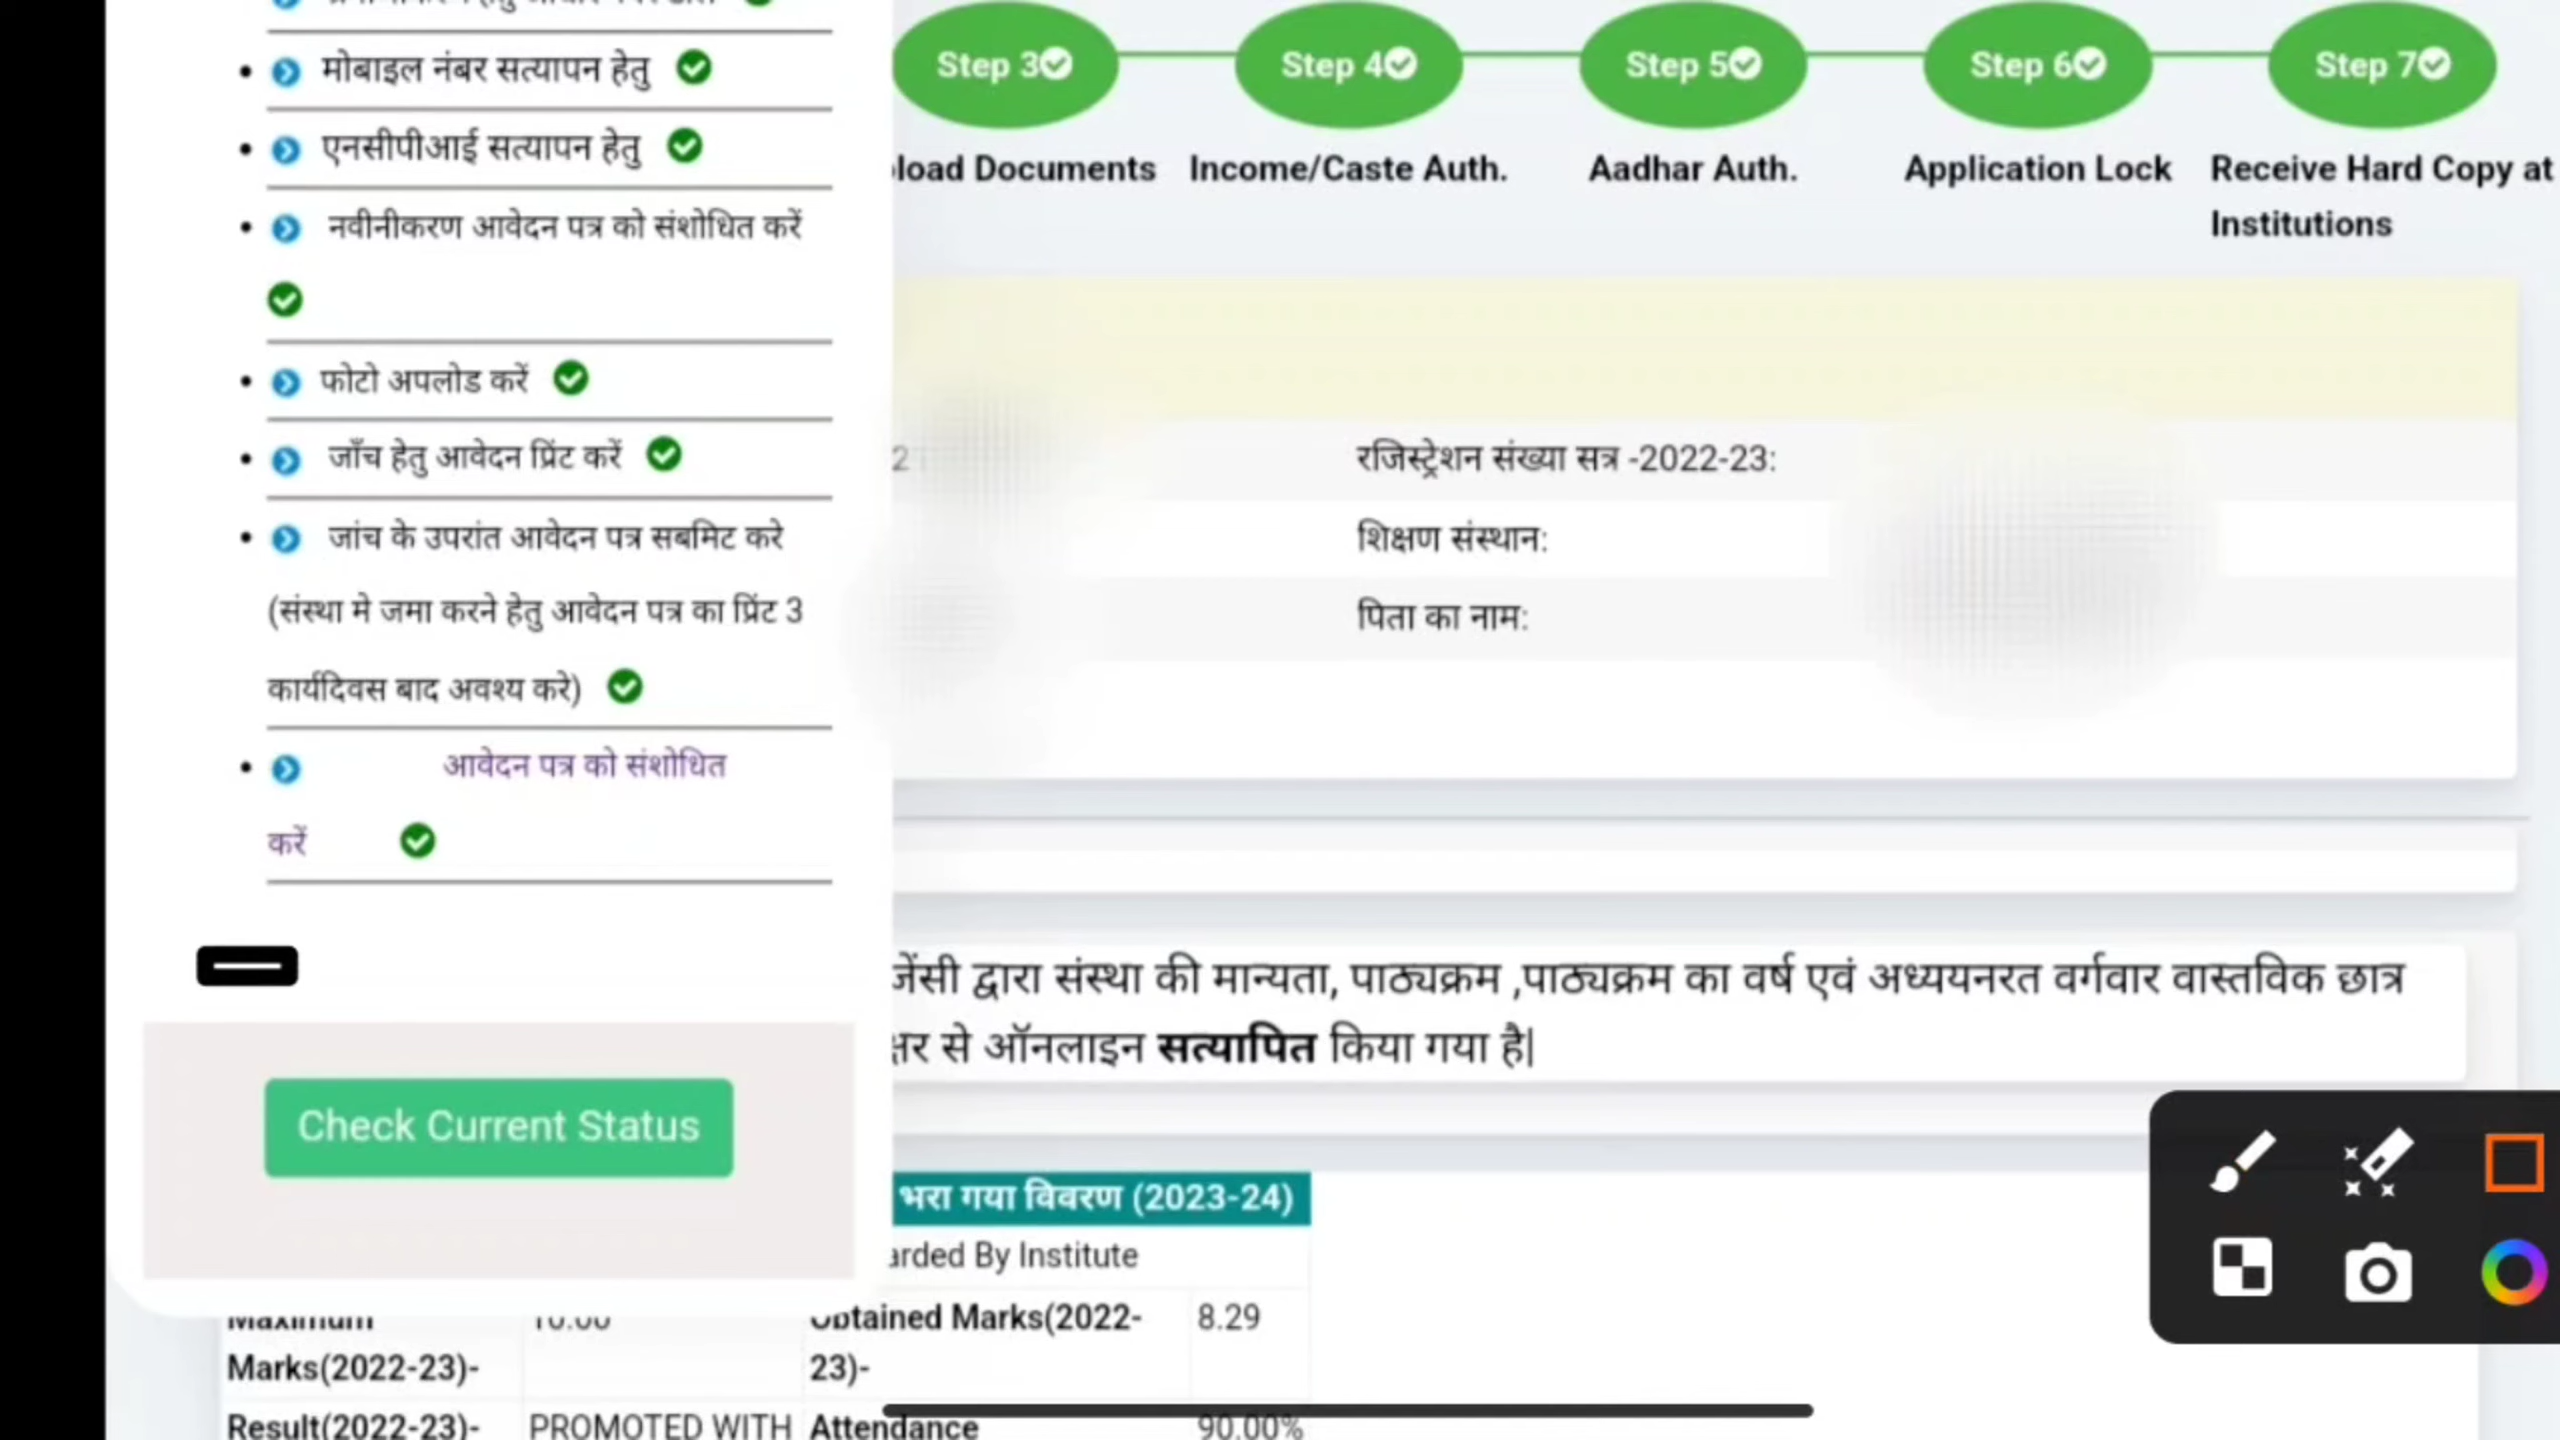 मोबाइल नंबर सत्यापन हेतु
एनसीपीआई सत्यापन हेतु
नवीनीकरण आवेदन पत्र को संशोधित करें
फोटो अपलोड करें
जाँच हेतु आवेदन प्रिंट करें
जांच के उपरांत आवेदन पत्र सबमिट करे
(संस्था मे जमा करने हेतु आवेदन पत्र का प्रिंट 3
कार्यदिवस बाद अवश्य करे)
आवेदन पत्र को संशोधित
करें
Check Current Status
Step 3
Step 4
Step 5
Step 6
Step 7
Documents
Income/Caste Auth.
Aadhar Auth.
Application Lock
Receive Hard Copy at
Institutions
रजिस्ट्रेशन संख्या सत्र -2022-23:
शिक्षण संस्थान:
पिता का नाम:
द्वारा संस्था की मान्यता, पाठ्यक्रम ,पाठ्यक्रम का वर्ष एवं अध्ययनरत वर्गवार वास्तविक छात्र
से ऑनलाइन सत्यापित किया गया है|
भरा गया विवरण (2023-24)
By Institute
Maximum 10.00 Obtained Marks(2022- 8.29
Marks(2022-23)- 23)-
Result(2022-23)- PROMOTED WITH Attendance 90.00%